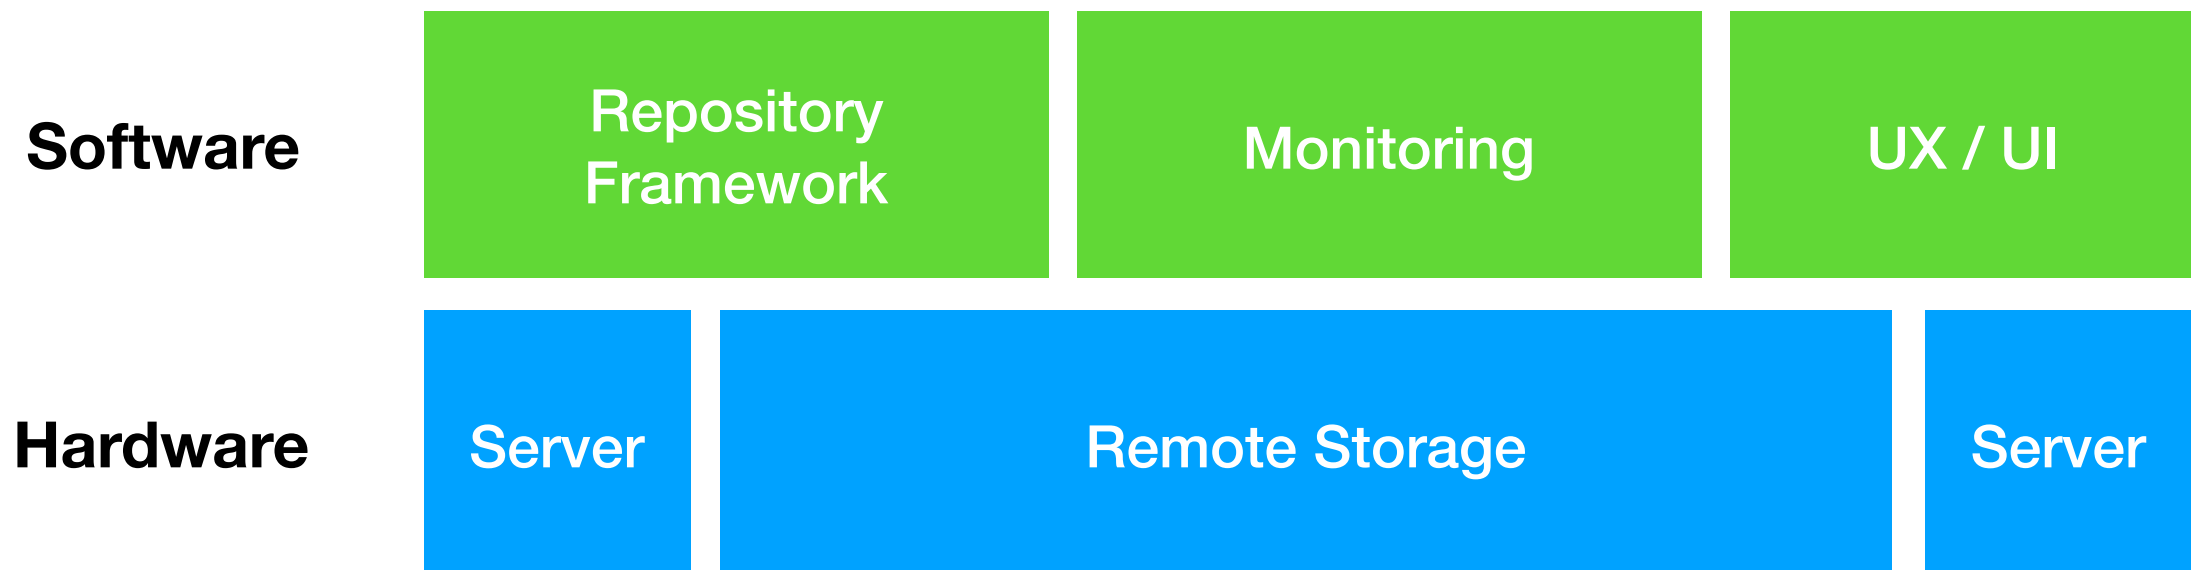 Software
Repository
Framework
Monitoring
UX / UI
Hardware
Server
Remote Storage
Server